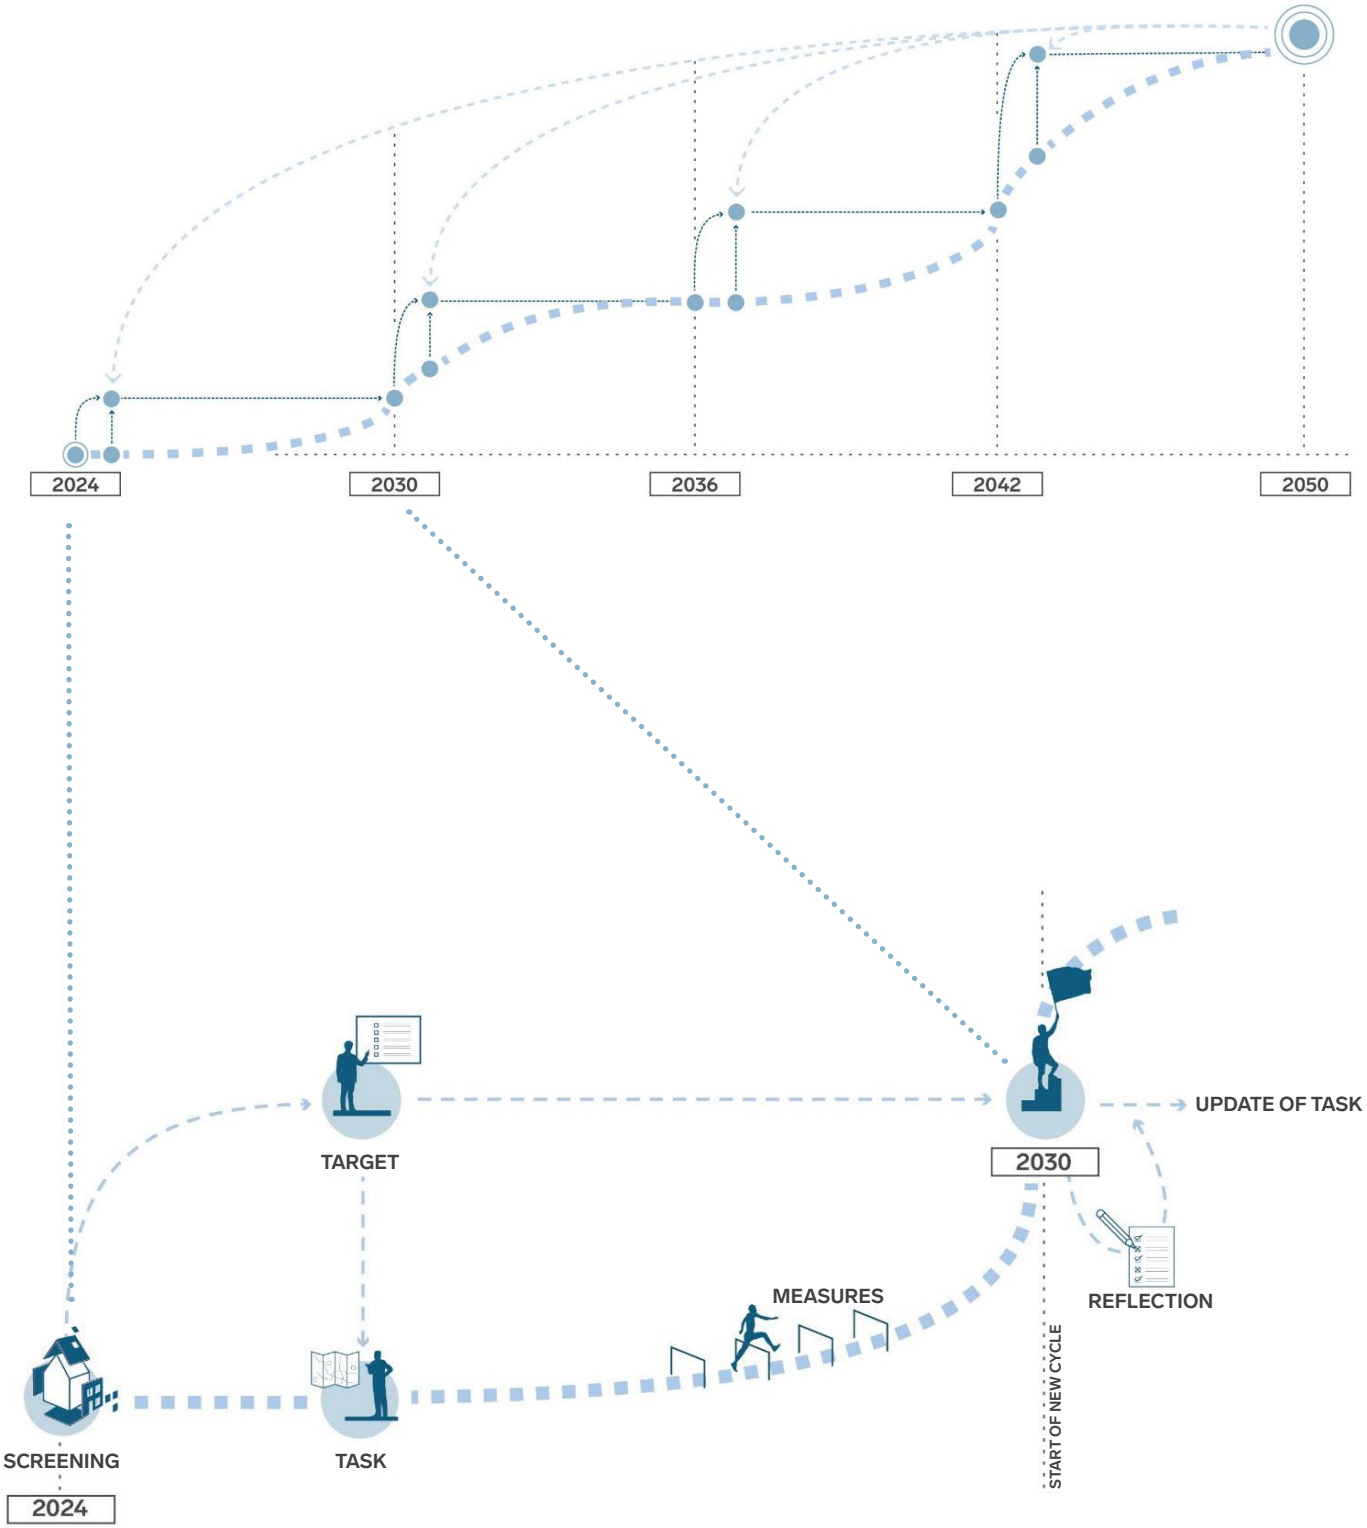 2024
2030
2036
2042
2050
UPDATE OF TASK
TARGET
2030
MEASURES
REFLECTION
START OF NEW CYCLE
SCREENING
TASK
2024